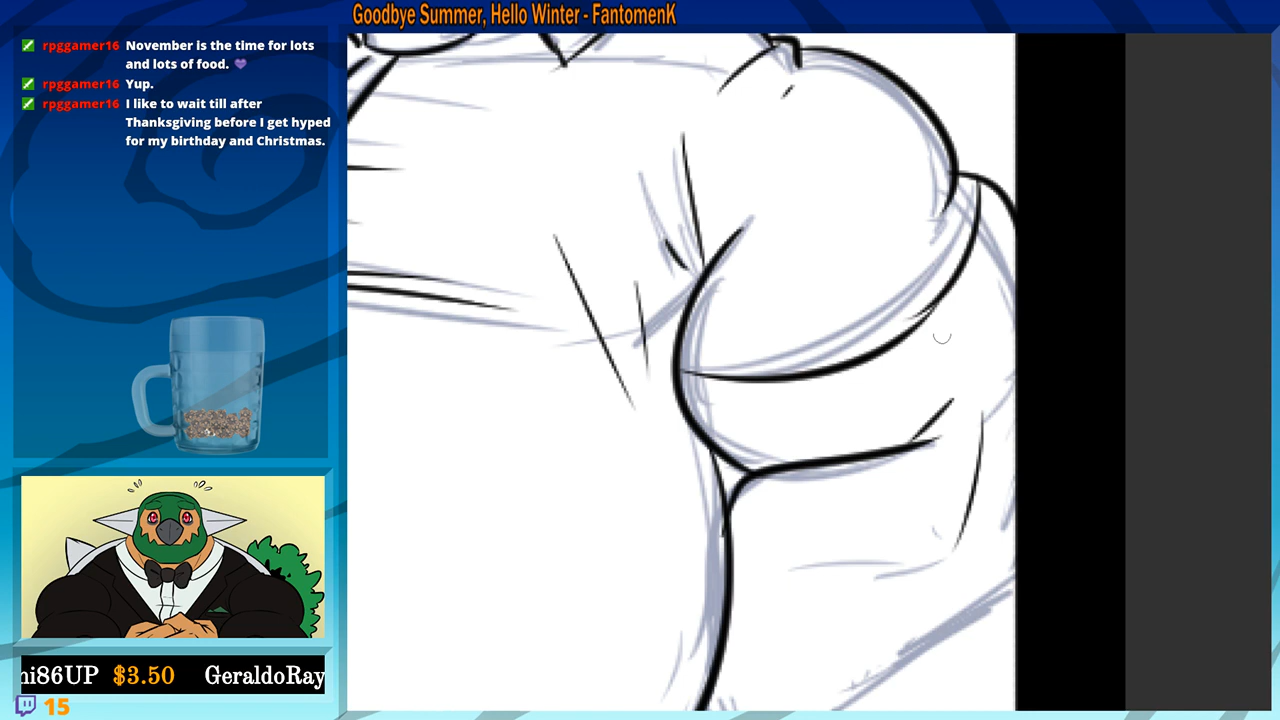 Goodbye Summer, Hello Winter - FantomenK
rpggamer16 November is the time for lots
and lots of food. 💜
rpggamer16 Yup.
rpggamer16 I like to wait till after
Thanksgiving before I get hyped
for my birthday and Christmas.
ni86UP $3.50 GeraldoRay
15